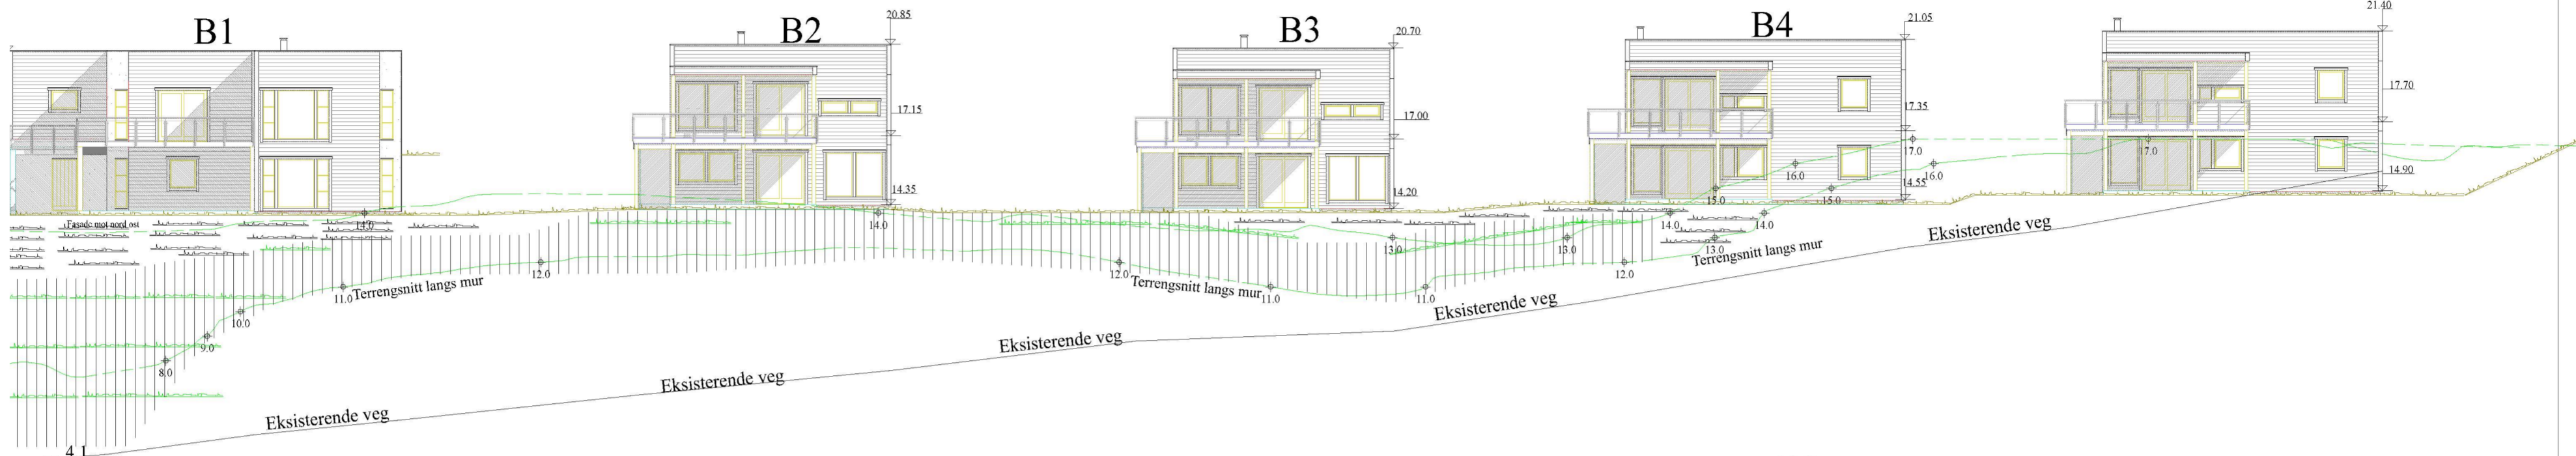 B1
B2
20.85
17.15
14.35
B3
20.70
17.00
14.20
B4
21.05
17.35
17.0
14.55
21.40
17.70
14.90
Fasade mot nord ost
14.0
14.0
13.0
13.0
14.0
15.0
16.0
14.0
13.0
15.0
16.0
17.0
12.0
Terrengsnitt langs mur
11.0
10.0
9.0
8.0
12.0
Terrengsnitt langs mur
11.0
11.0
12.0
Terrengsnitt langs mur
Eksisterende veg
Eksisterende veg
Eksisterende veg
Eksisterende veg
Eksisterende veg
4.1